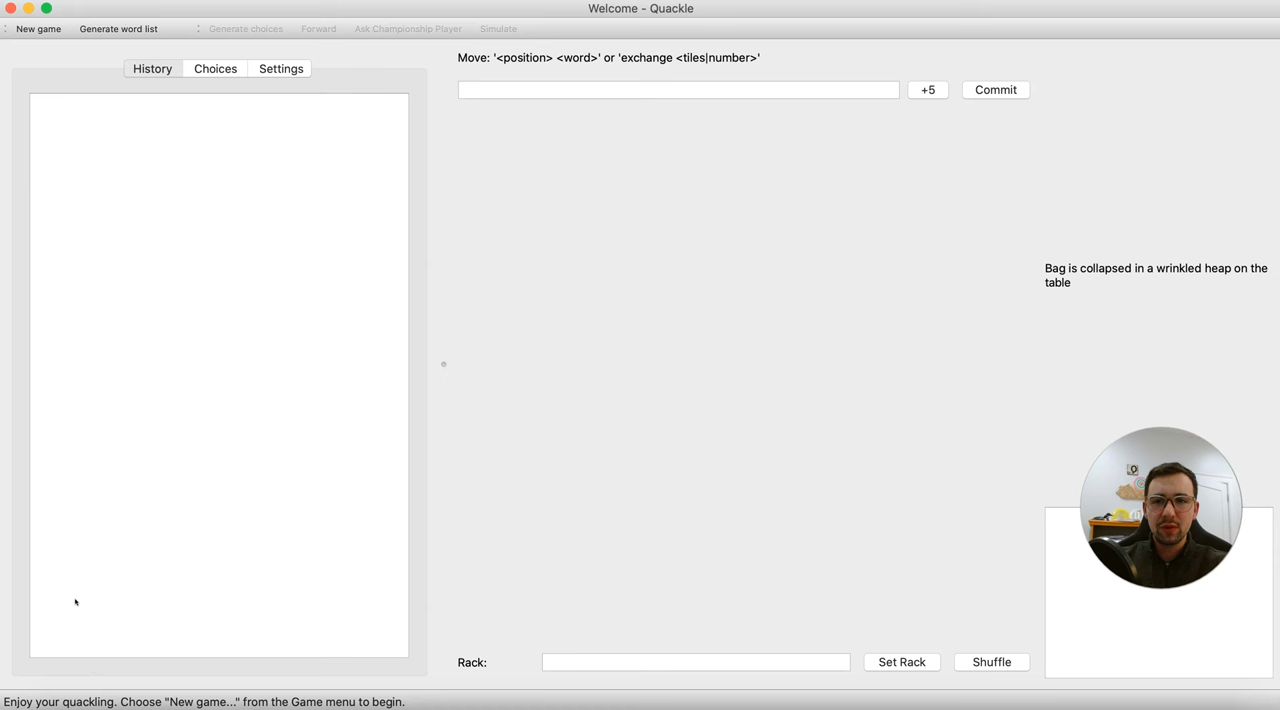 Welcome - Quackle
New game
Generate word list
Generate choices
Forward
Ask Championship Player
Simulate
History
Choices
Settings
Move: '<position> <word>' or 'exchange <tiles|number>'
+5
Commit
Bag is collapsed in a wrinkled heap on the
table
Rack:
Set Rack
Shuffle
Enjoy your quackling. Choose "New game..." from the Game menu to begin.